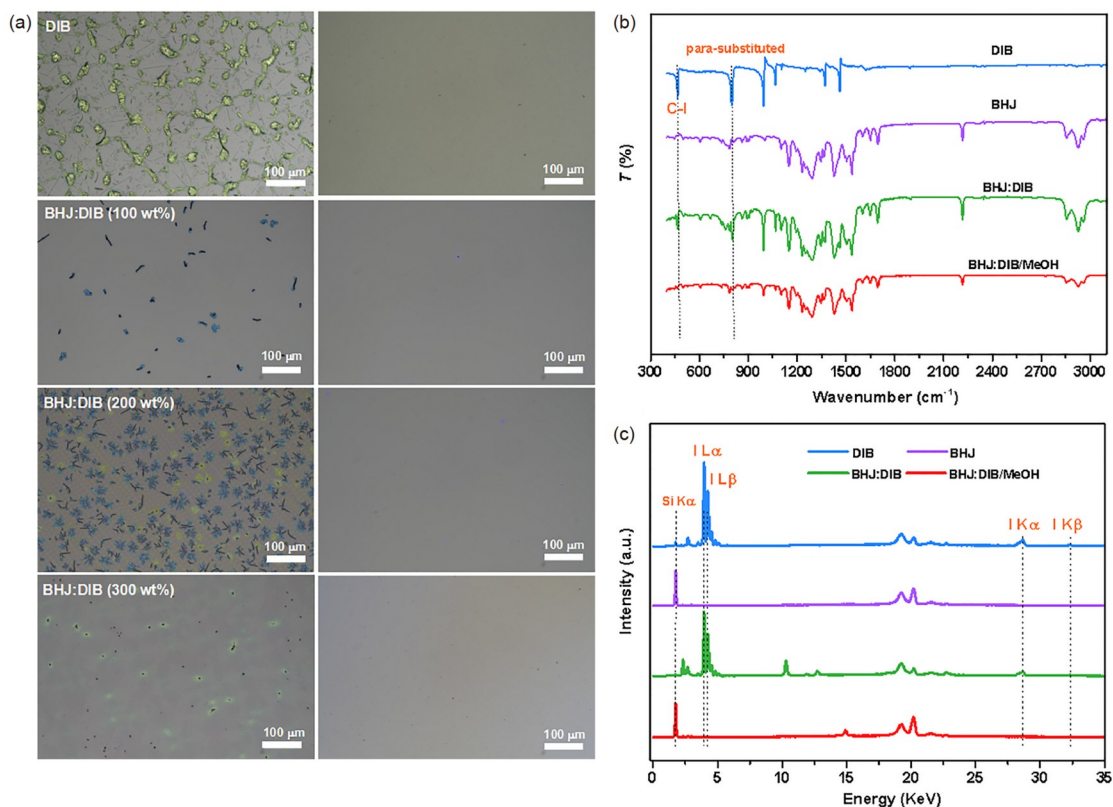 (a)
DIB
100 μm
100 μm
BHJ:DIB (100 wt%)
100 μm
100 μm
BHJ:DIB (200 wt%)
100 μm
100 μm
BHJ:DIB (300 wt%)
100 μm
100 μm
(b)
para-substituted
DIB
C-I
BHJ
BHJ:DIB
BHJ:DIB/MeOH
T (%)
300 600 900 1200 1500 1800 2100 2400 2700 3000
Wavenumber (cm⁻¹)
(c)
I Lα
I Lβ
Si Kα
I Kα
I Kβ
DIB
BHJ
BHJ:DIB
BHJ:DIB/MeOH
Intensity (a.u.)
0 5 10 15 20 25 30 35
Energy (KeV)